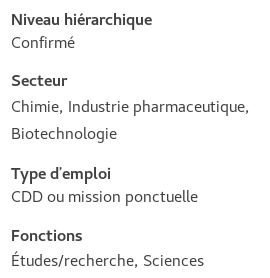 Niveau hiérarchique
Confirmé
Secteur
Chimie, Industrie pharmaceutique,
Biotechnologie
Type d'emploi
CDD ou mission ponctuelle
Fonctions
Études/recherche, Sciences